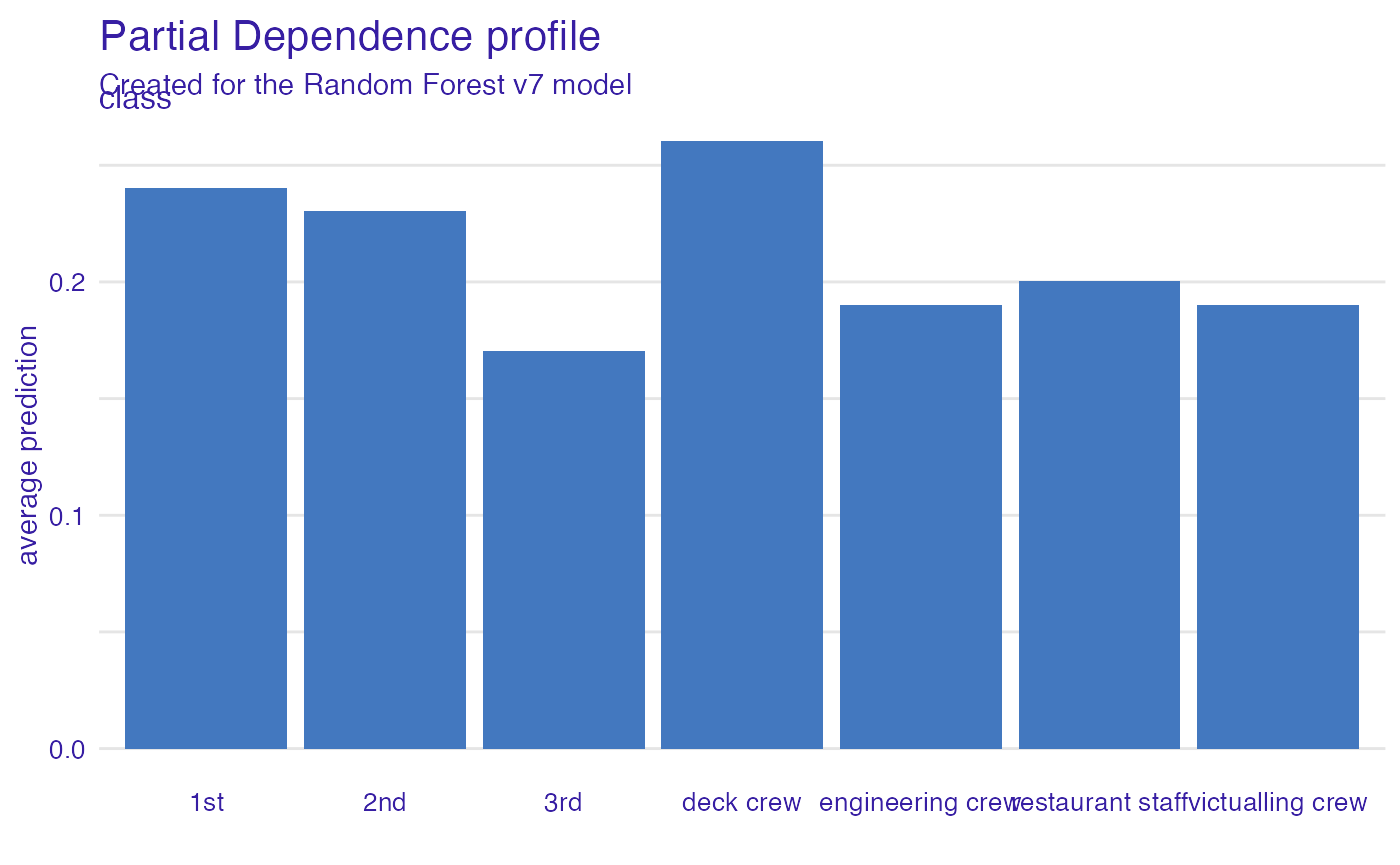 Partial Dependence profile
Created for the Random Forest v7 model
class
average prediction
0.2
0.1
0.0
1st 2nd 3rd deck crew engineering crew restaurant staff victualling crew